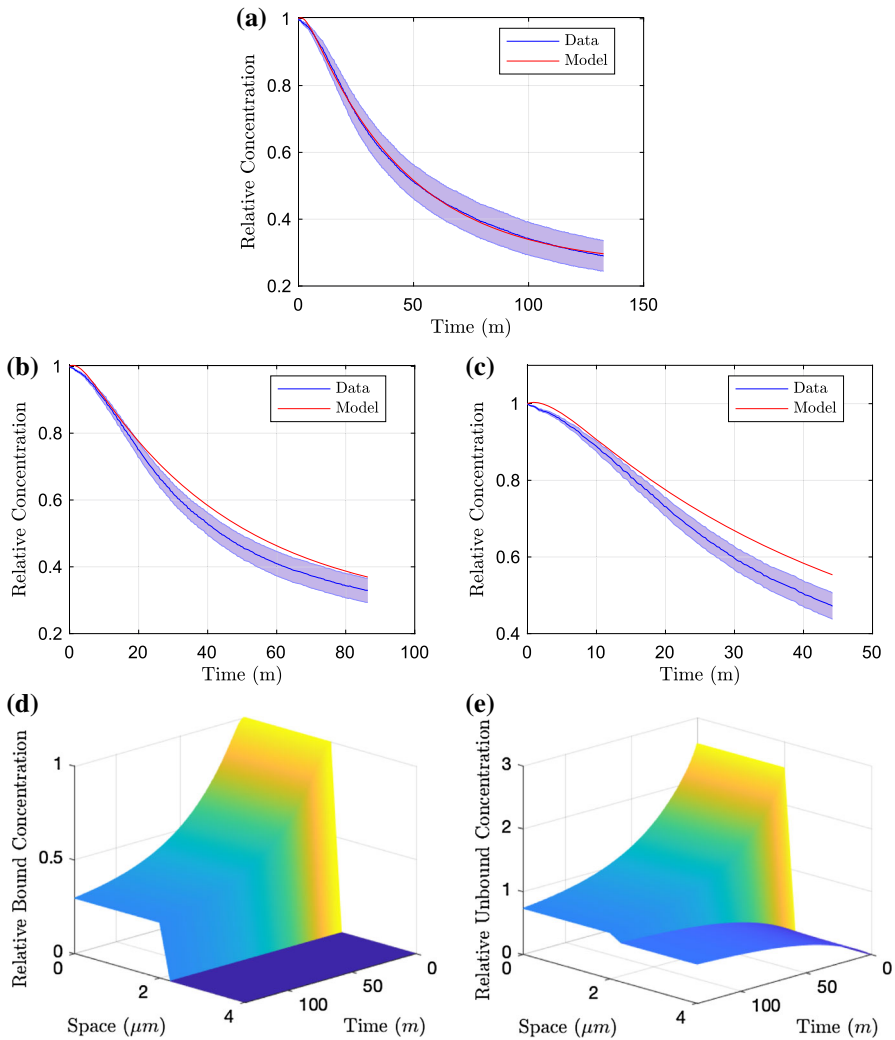 (a)
1
0.8
0.6
0.4
0.2
Relative Concentration
Data
Model
0 50 100 150
Time (m)
(b)
1
0.8
0.6
0.4
0.2
Relative Concentration
Data
Model
0 20 40 60 80 100
Time (m)
(c)
1
0.8
0.6
0.4
Relative Concentration
Data
Model
0 10 20 30 40 50
Time (m)
(d)
Relative Bound Concentration
1
0.5
0
0 2 4
Space (μm)
100 50 0
Time (m)
(e)
Relative Unbound Concentration
3
2
1
0
0 2 4
Space (μm)
100 50 0
Time (m)